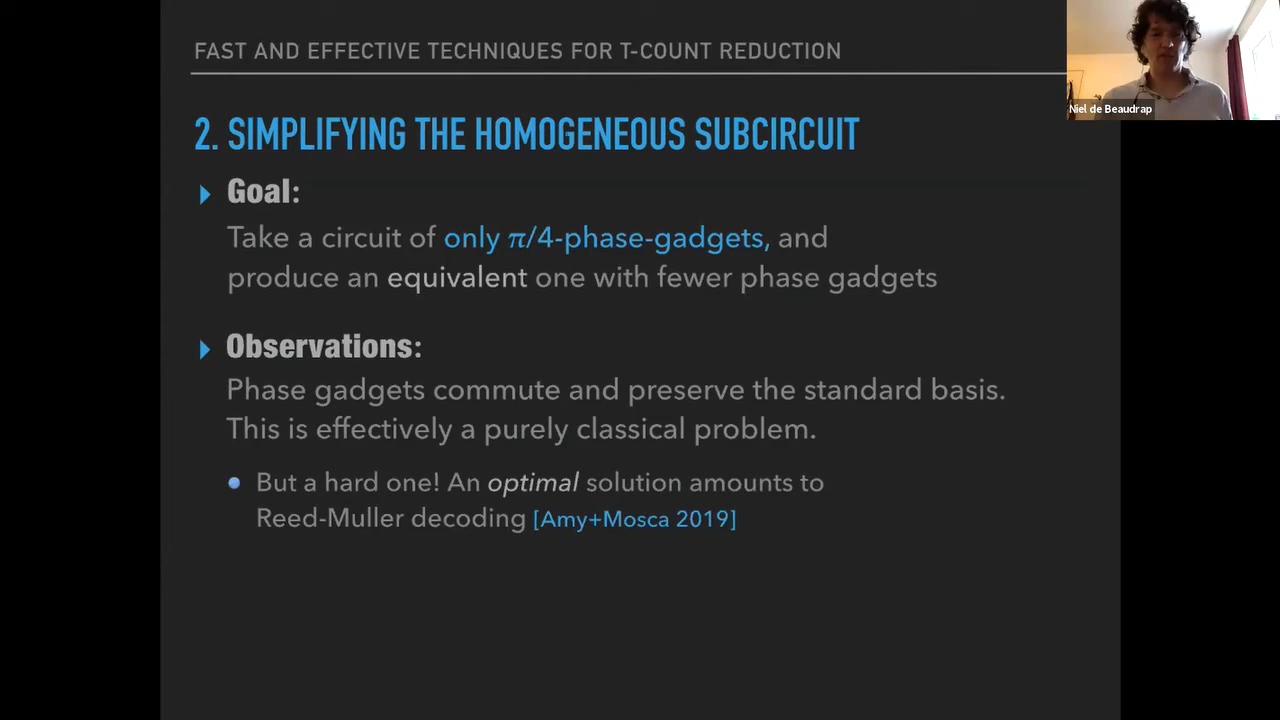 FAST AND EFFECTIVE TECHNIQUES FOR T-COUNT REDUCTION
Niel de Beaudrap
2. SIMPLIFYING THE HOMOGENEOUS SUBCIRCUIT
Goal:
Take a circuit of only π/4-phase-gadgets, and
produce an equivalent one with fewer phase gadgets
Observations:
Phase gadgets commute and preserve the standard basis.
This is effectively a purely classical problem.
But a hard one! An optimal solution amounts to
Reed-Muller decoding [Amy+Mosca 2019]